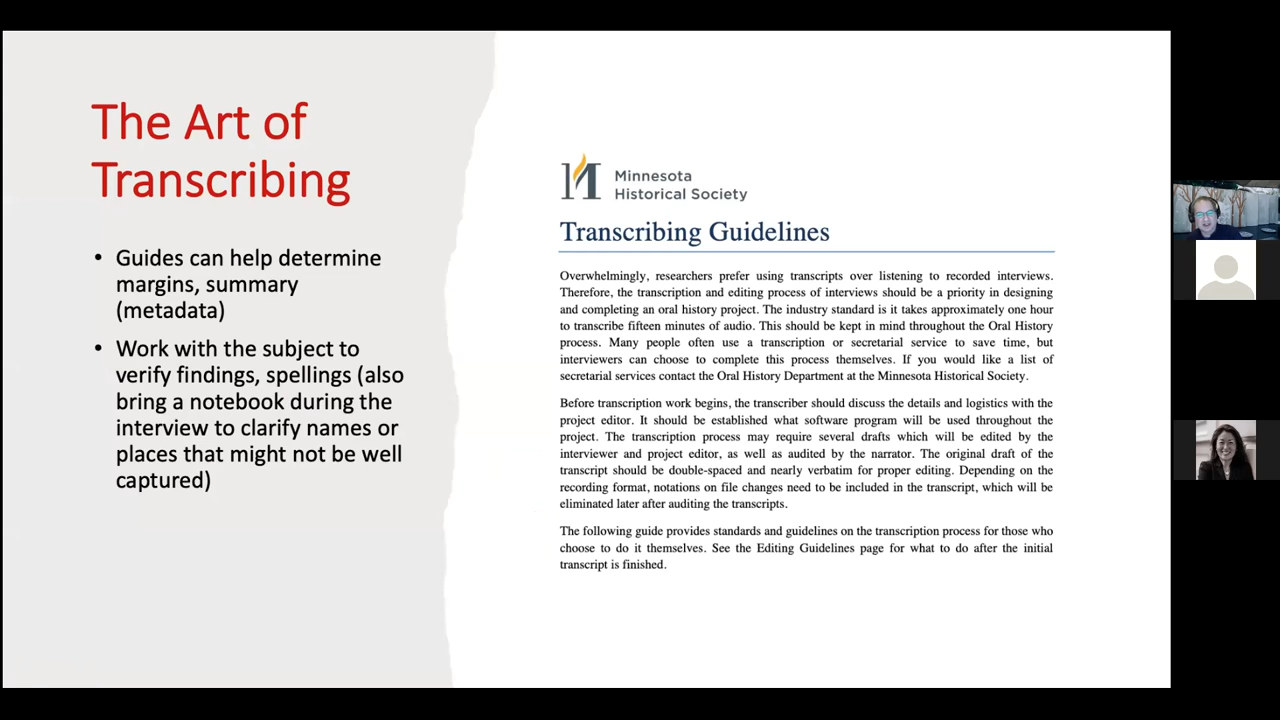 The Art of
Transcribing
• Guides can help determine
margins, summary
(metadata)
• Work with the subject to
verify findings, spellings (also
bring a notebook during the
interview to clarify names or
places that might not be well
captured)
Minnesota
Historical Society
Transcribing Guidelines
Overwhelmingly, researchers prefer using transcripts over listening to recorded interviews.
Therefore, the transcription and editing process of interviews should be a priority in designing
and completing an oral history project. The industry standard is it takes approximately one hour
to transcribe fifteen minutes of audio. This should be kept in mind throughout the Oral History
process. Many people often use a transcription or secretarial service to save time, but
interviewers can choose to complete this process themselves. If you would like a list of
secretarial services contact the Oral History Department at the Minnesota Historical Society.
Before transcription work begins, the transcriber should discuss the details and logistics with the
project editor. It should be established what software program will be used throughout the
project. The transcription process may require several drafts which will be edited by the
interviewer and project editor, as well as audited by the narrator. The original draft of the
transcript should be double-spaced and nearly verbatim for proper editing. Depending on the
recording format, notations on file changes need to be included in the transcript, which will be
eliminated later after auditing the transcripts.
The following guide provides standards and guidelines on the transcription process for those who
choose to do it themselves. See the Editing Guidelines page for what to do after the initial
transcript is finished.